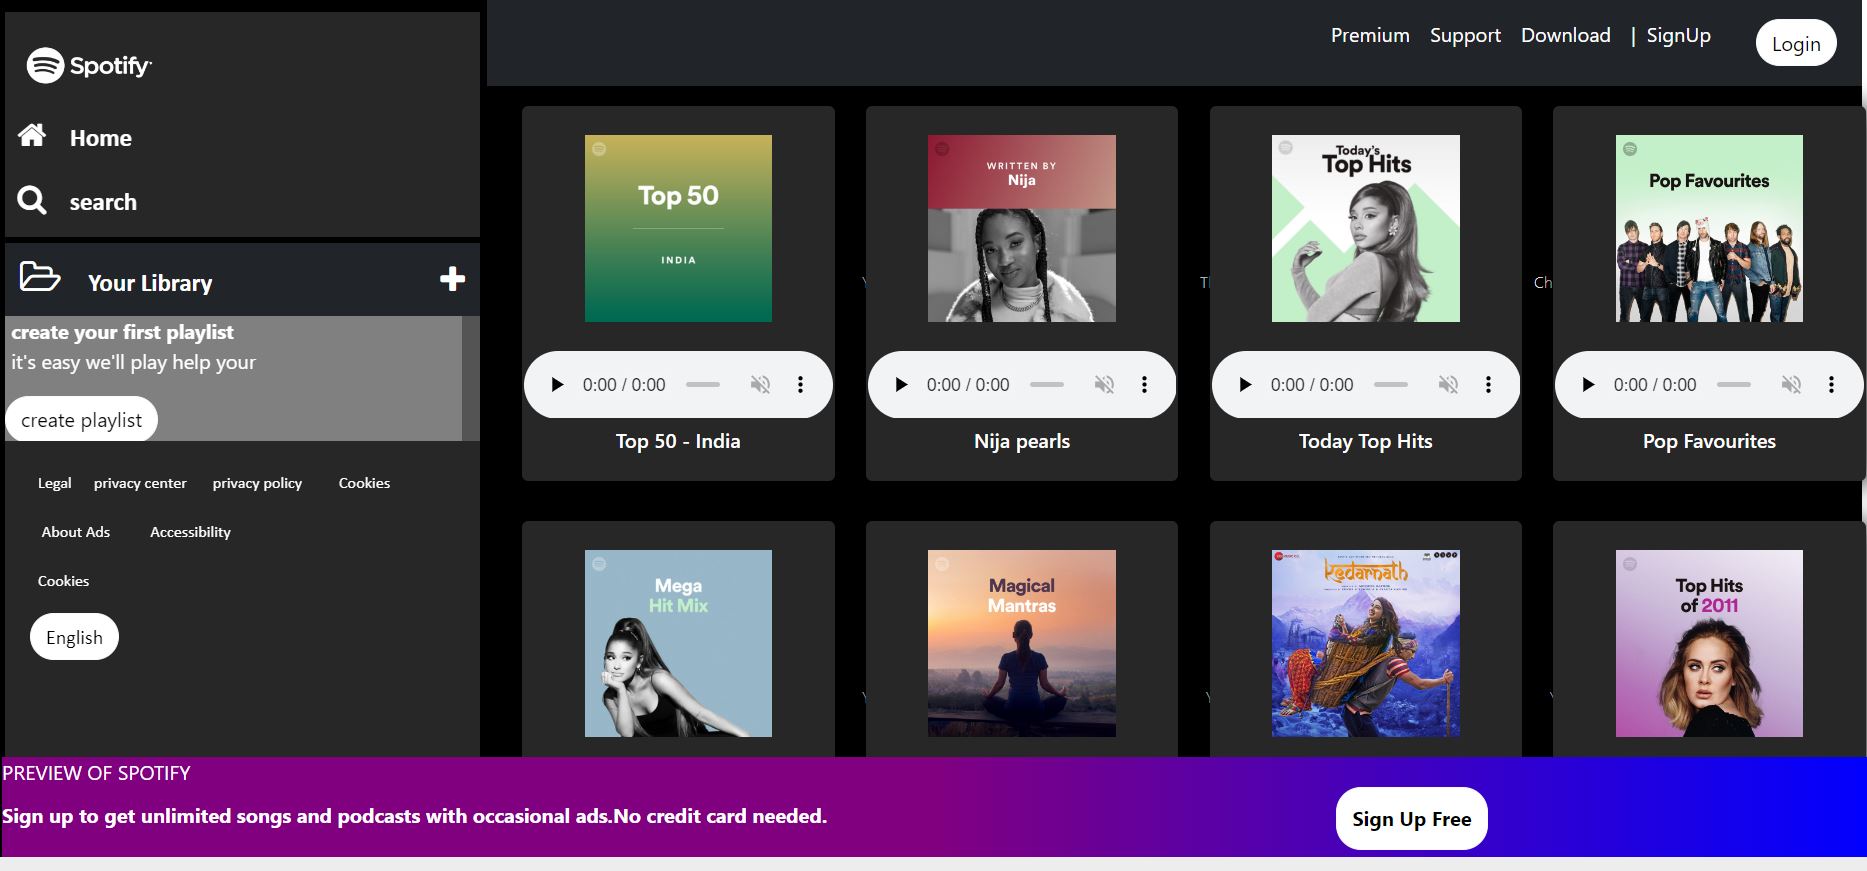 Spotify
Home
search
Your Library
create your first playlist
it's easy we'll play help your
create playlist
Legal privacy center privacy policy Cookies
About Ads Accessibility
Cookies
English
Premium Support Download | SignUp Login
Top 50
INDIA
WRITTEN BY
Nija
Today's
Top Hits
Pop Favourites
0:00 / 0:00
0:00 / 0:00
0:00 / 0:00
0:00 / 0:00
Top 50 - India
Nija pearls
Today Top Hits
Pop Favourites
Ch
Mega
Hit Mix
Magical
Mantras
kedarnath
Top Hits
of 2011
PREVIEW OF SPOTIFY
Sign up to get unlimited songs and podcasts with occasional ads.No credit card needed.
Sign Up Free